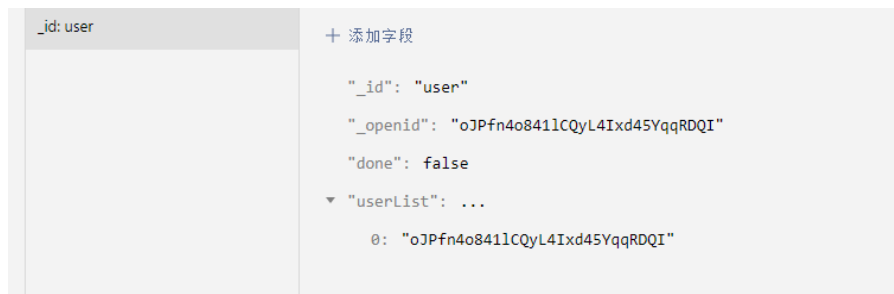 _id: user
+ 添加字段
"_id": "user"
"_openid": "oJPfn4o841lCQyL4Ixd45YqqRDQI"
"done": false
"userList": ...
0: "oJPfn4o841lCQyL4Ixd45YqqRDQI"